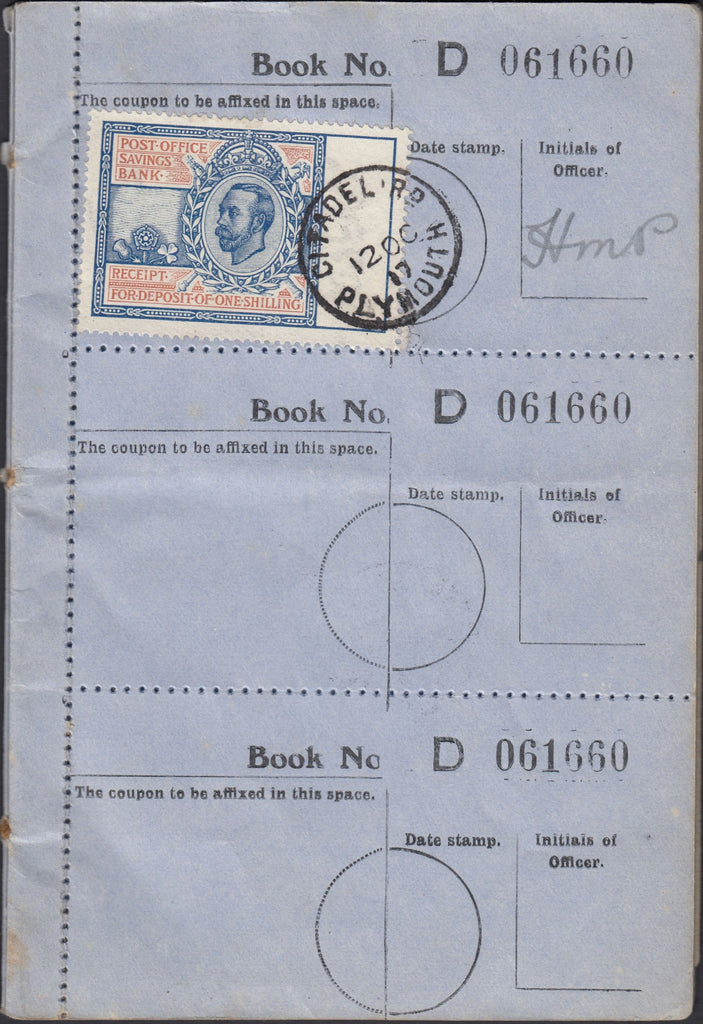 Book No. D 061660
The coupon to be affixed in this space.
POST·OFFICE
SAVINGS
BANK·
RECEIPT·
FOR·DEPOSIT·OF·ONE·SHILLING
Date stamp.
CITADEL·RD PLYMOUTH
12 OC
17
Initials of
Officer.
Book No. D 061660
The coupon to be affixed in this space.
Date stamp.
Initials of
Officer.
Book No D 061660
The coupon to be affixed in this space.
Date stamp.
Initials of
Officer.